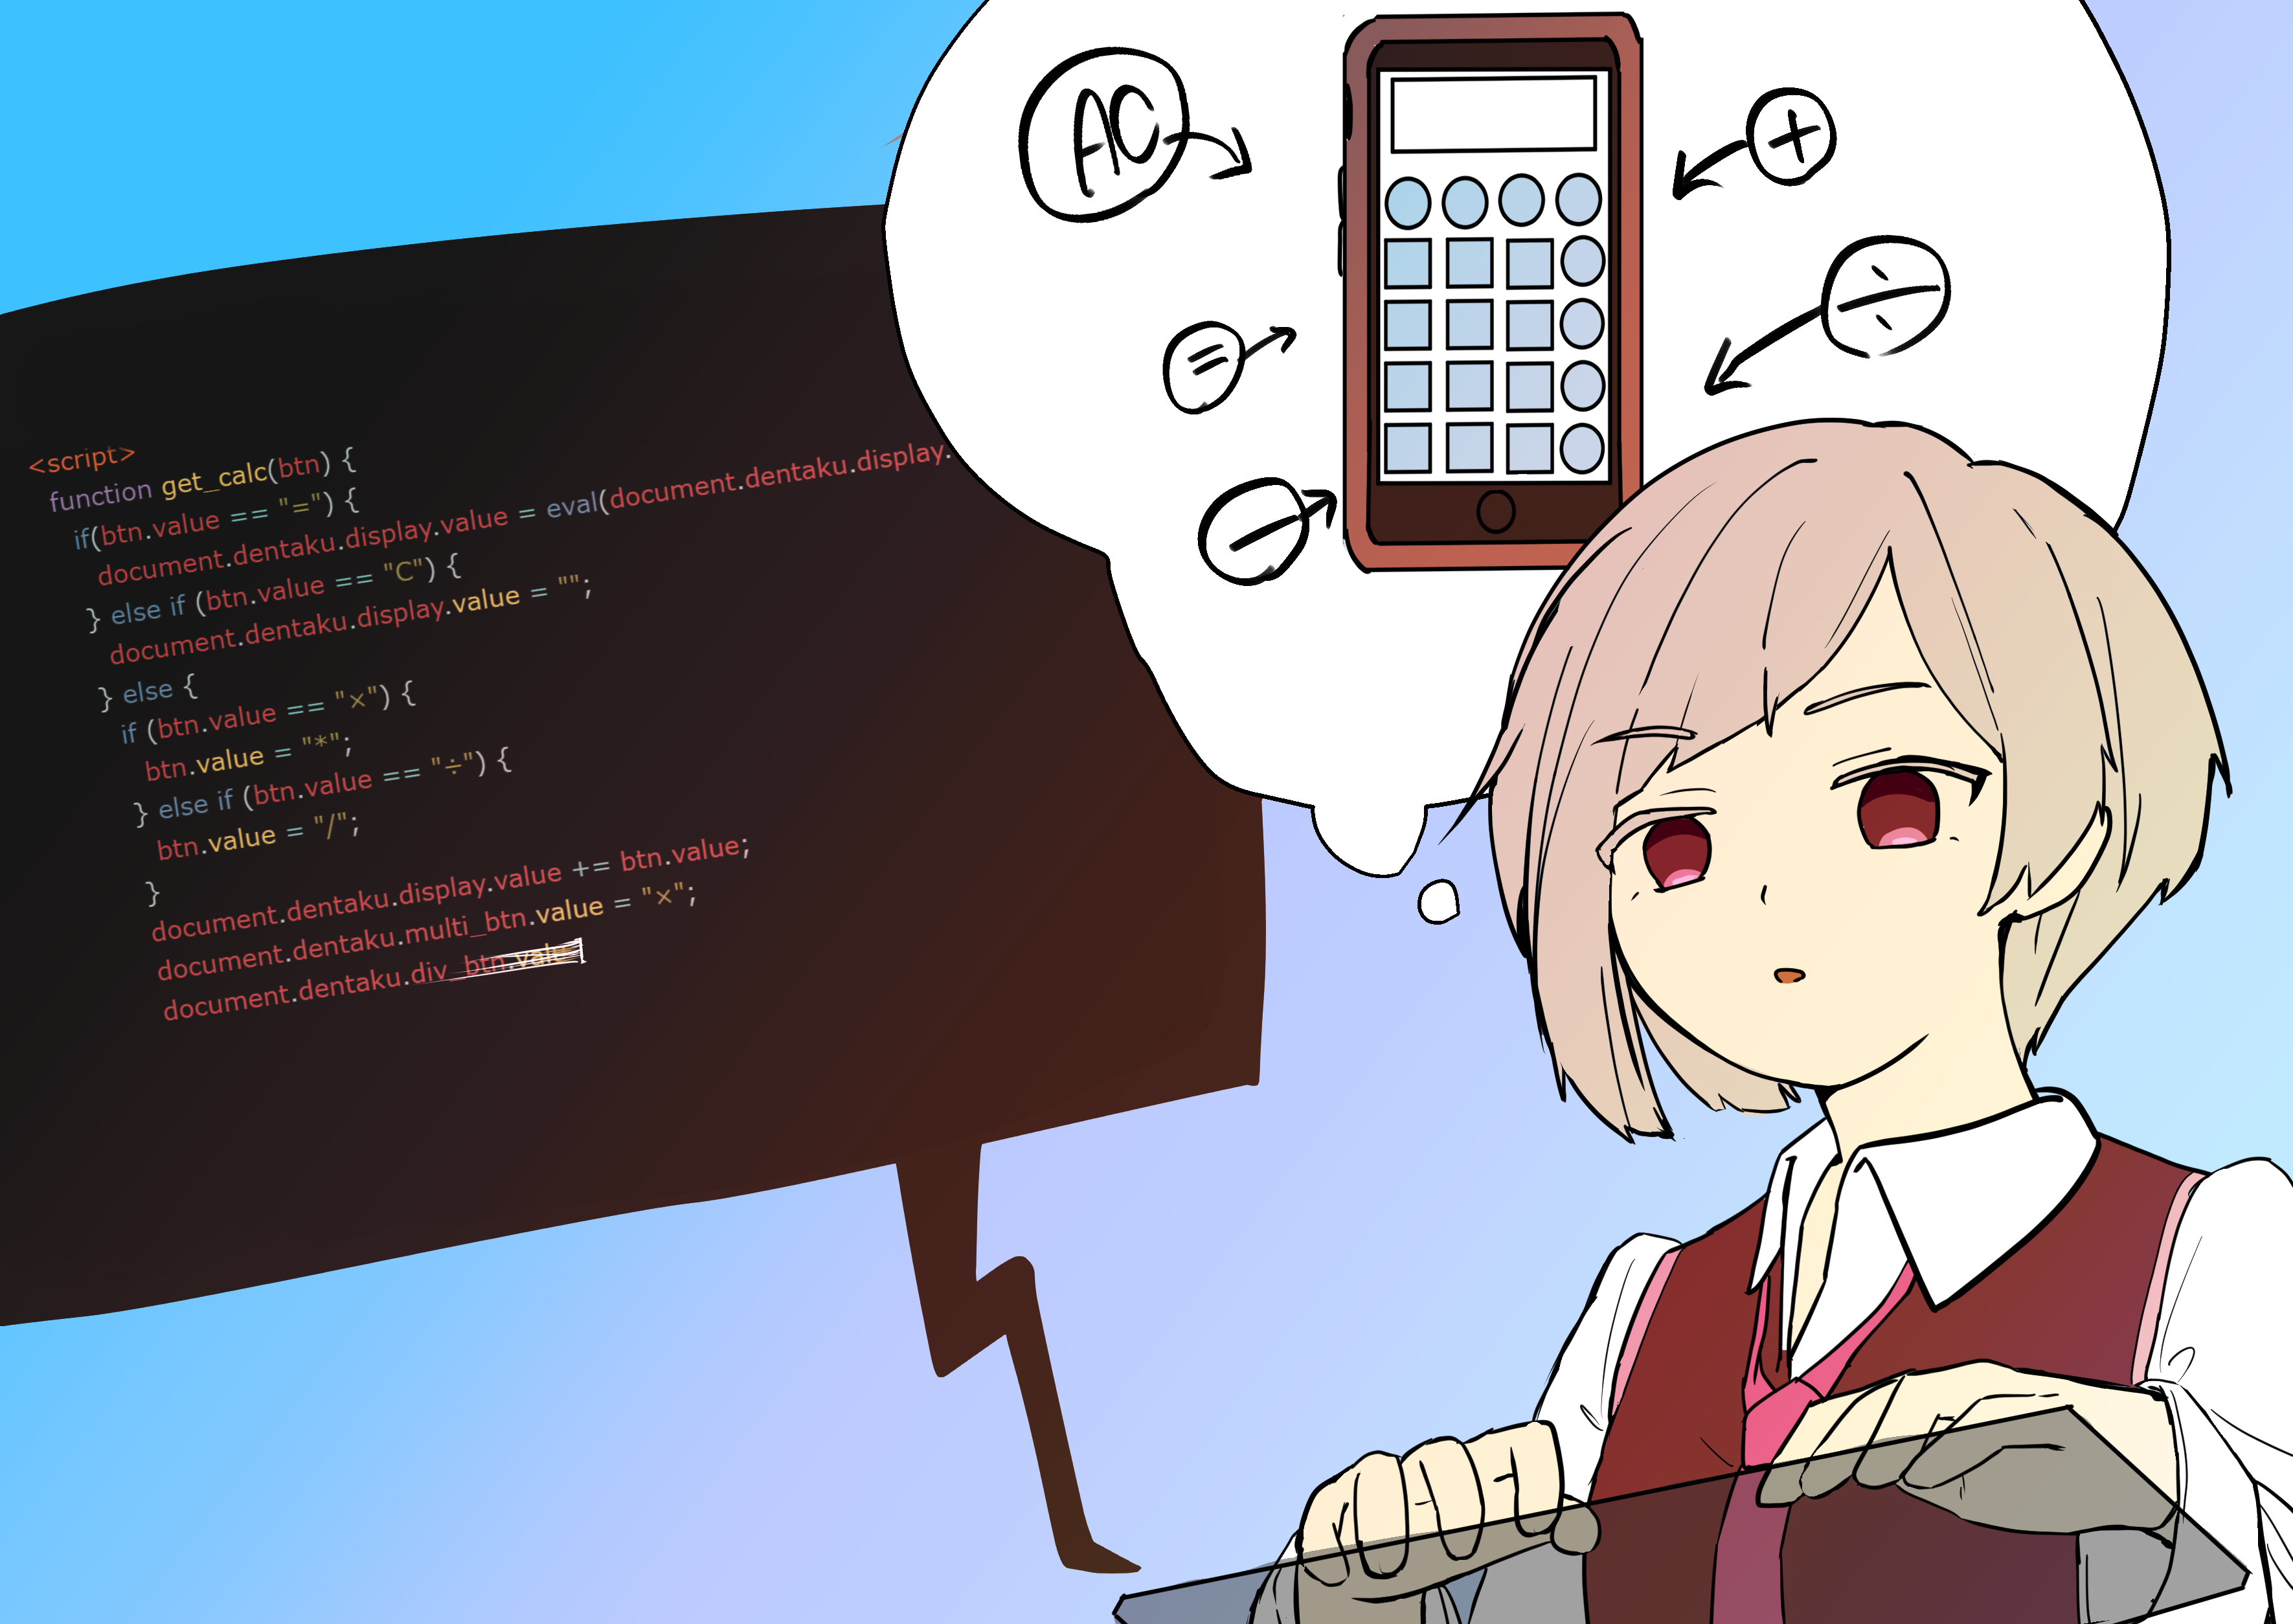 <script>
function get_calc(btn) {
if(btn.value == "=") {
document.dentaku.display.value = eval(document.dentaku.display.
} else if (btn.value == "C") {
document.dentaku.display.value = "";
} else {
if (btn.value == "×") {
btn.value = "*";
} else if (btn.value == "÷") {
btn.value = "/";
}
document.dentaku.display.value += btn.value;
document.dentaku.multi_btn.value = "×";
document.dentaku.div_btn.value
AC
+
÷
=
−